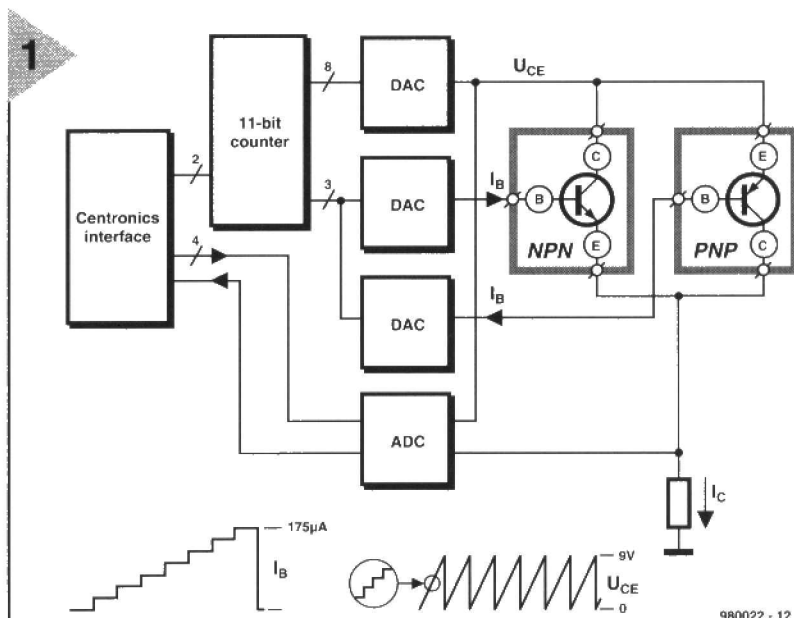 1
8
DAC
U_CE
11-bit
counter
C
E
2
3
DAC
I_B
B
B
Centronics
interface
E
C
NPN
PNP
4
I_B
DAC
ADC
I_C
175µA
I_B
9V
U_CE
0
980022 - 12